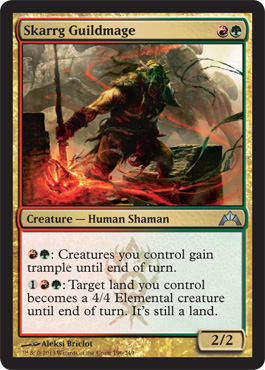 Skarrg Guildmage
Creature — Human Shaman
: Creatures you control gain
trample until end of turn.
1 : Target land you control
becomes a 4/4 Elemental creature
until end of turn. It's still a land.
Aleksi Briclot
2/2